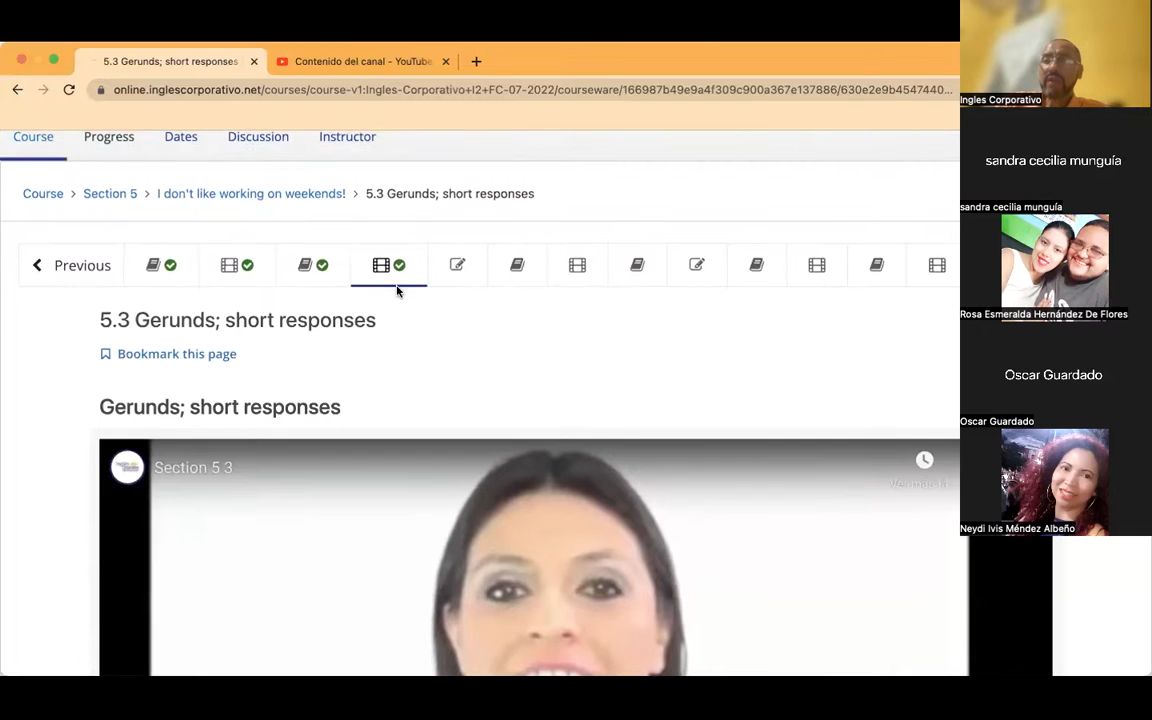 5.3 Gerunds; short responses
Contenido del canal - YouTube
online.inglescorporativo.net/courses/course-v1:Ingles-Corporativo+I2+FC-07-2022/courseware/166987b49e9a4f309c900a367e137886/630e2e9b4547440...
Course Progress Dates Discussion Instructor
Course > Section 5 > I don't like working on weekends! > 5.3 Gerunds; short responses
Previous
5.3 Gerunds; short responses
Bookmark this page
Gerunds; short responses
Section 5 3
Ingles Corporativo
sandra cecilia munguía
sandra cecilia munguía
Rosa Esmeralda Hernández De Flores
Oscar Guardado
Oscar Guardado
Neydi Ivis Méndez Albeño